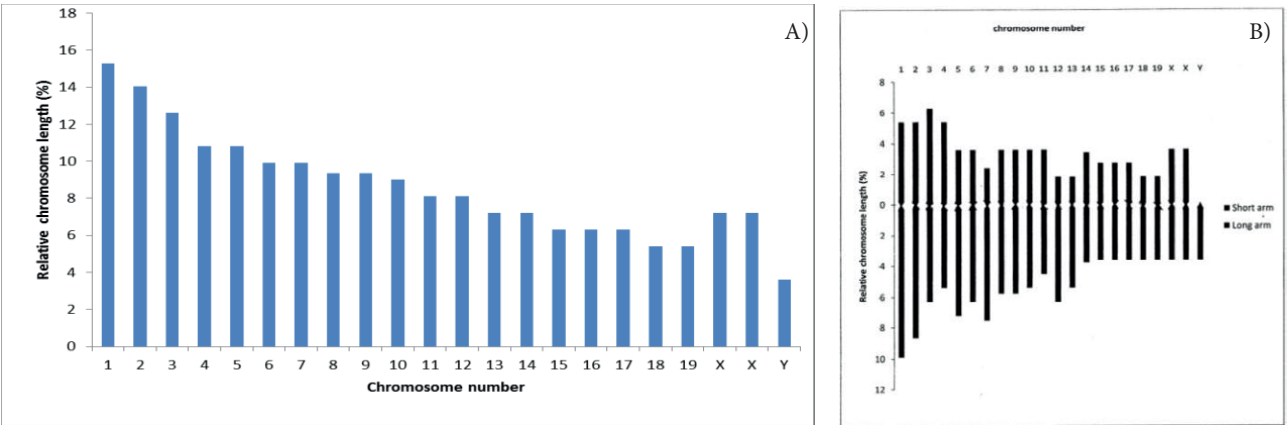 A)
Relative chromosome length (%)
18
16
14
12
10
8
6
4
2
0
1 2 3 4 5 6 7 8 9 10 11 12 13 14 15 16 17 18 19 X X Y
Chromosome number
B)
chromosome number
1 2 3 4 5 6 7 8 9 10 11 12 13 14 15 16 17 18 19 X X Y
Relative chromosome length (%)
8
6
4
2
0
2
4
6
8
10
12
Short arm
Long arm